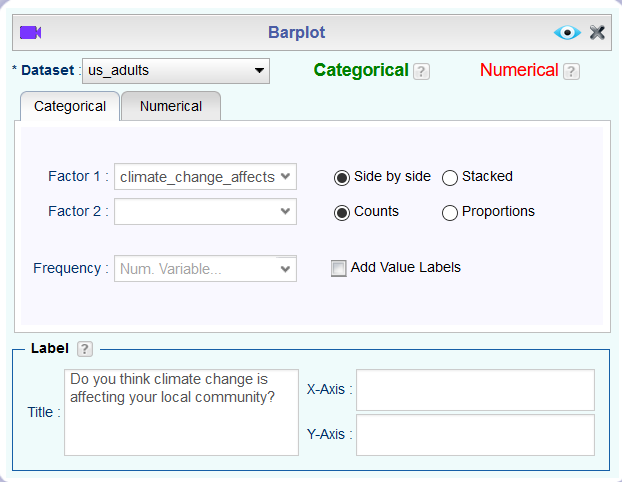 Barplot
* Dataset : us_adults
Categorical ? Numerical ?
Categorical Numerical
Factor 1 : climate_change_affects Side by side Stacked
Factor 2 : Counts Proportions
Frequency : Num. Variable... Add Value Labels
Label ?
Do you think climate change is
affecting your local community?
Title :
X-Axis :
Y-Axis :